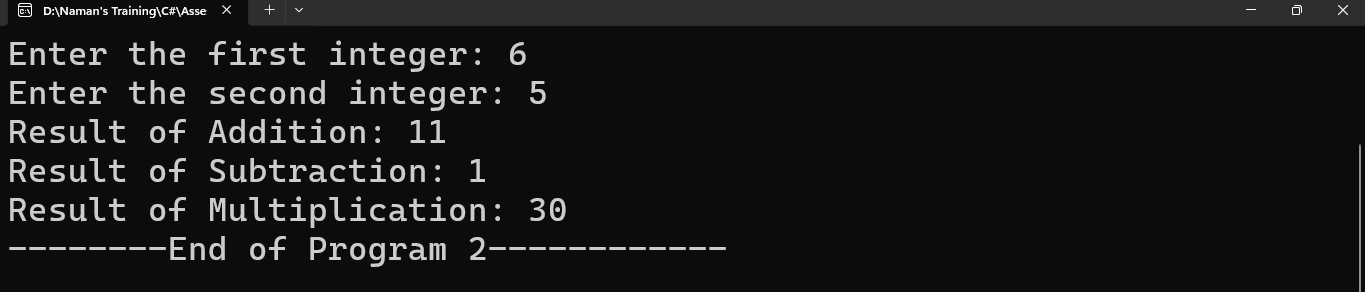 D:\Naman's Training\C#\Asse
Enter the first integer: 6
Enter the second integer: 5
Result of Addition: 11
Result of Subtraction: 1
Result of Multiplication: 30
--------End of Program 2------------